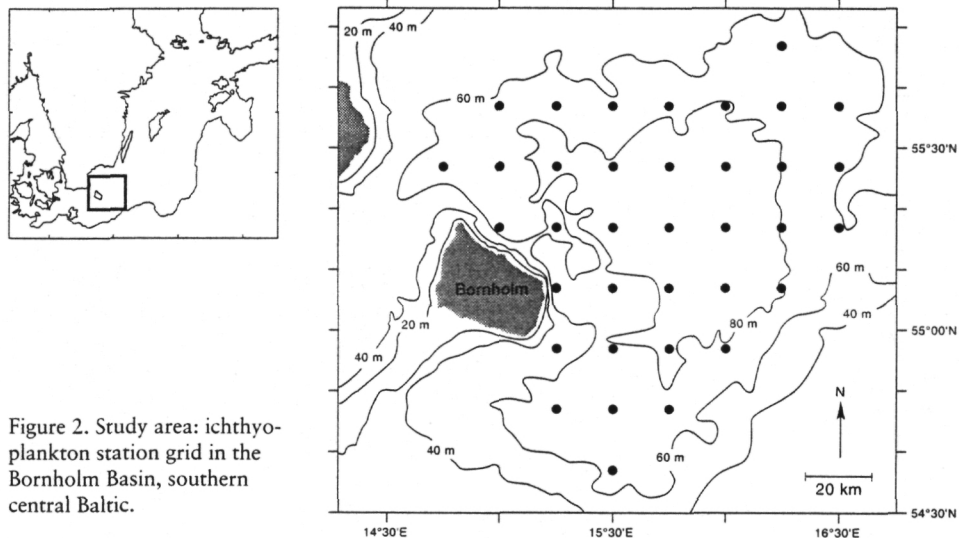 20 m
40 m
60 m
55°30'N
Bornholm
60 m
20 m
80 m
40 m
55°00'N
40 m
N
40 m
60 m
20 km
54°30'N
14°30'E
15°30'E
16°30'E
Figure 2. Study area: ichthyo-
plankton station grid in the
Bornholm Basin, southern
central Baltic.